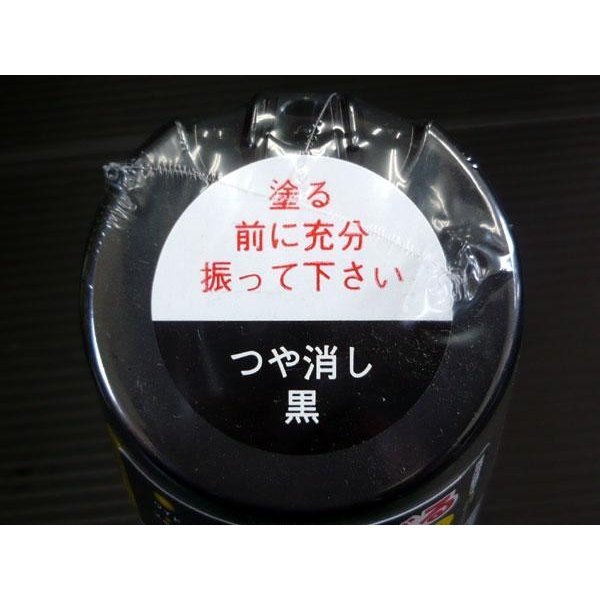 塗る
前に充分
振って下さい
つや消し
黒